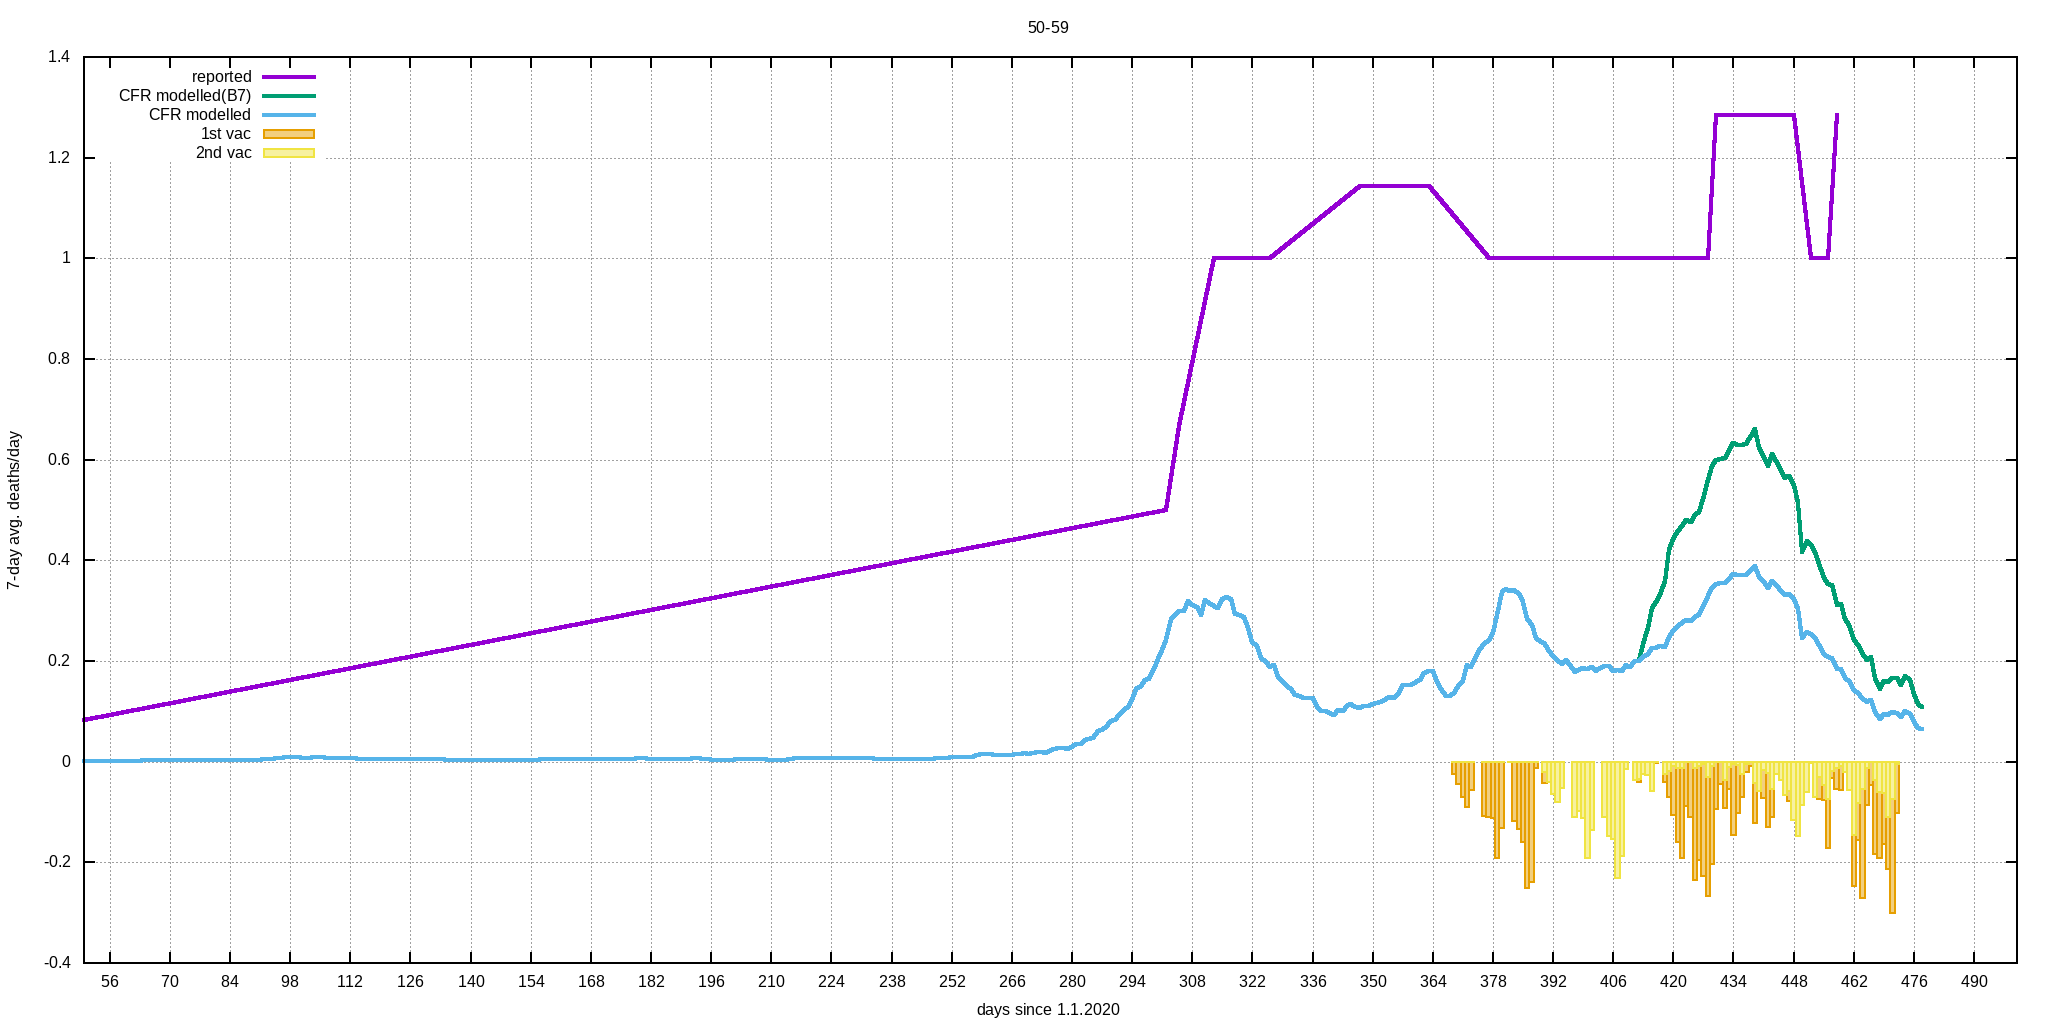 50-59
1.4
1.2
1
0.8
0.6
0.4
0.2
0
-0.2
-0.4
7-day avg. deaths/day
reported
CFR modelled(B7)
CFR modelled
1st vac
2nd vac
56 70 84 98 112 126 140 154 168 182 196 210 224 238 252 266 280 294 308 322 336 350 364 378 392 406 420 434 448 462 476 490
days since 1.1.2020